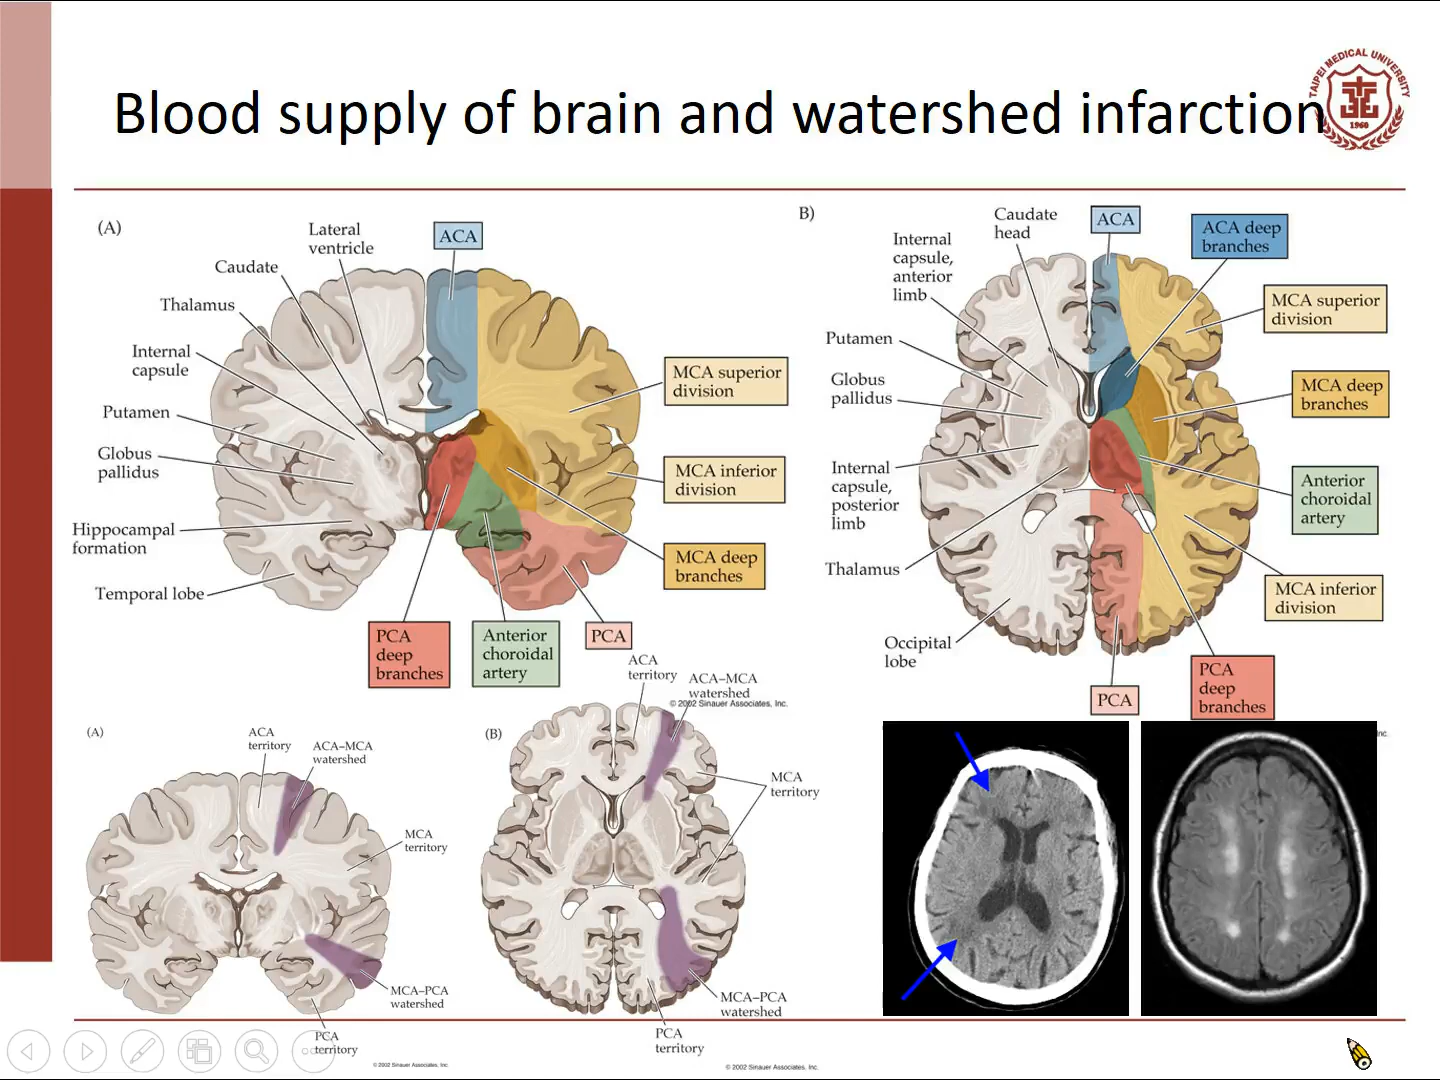 Blood supply of brain and watershed infarction
TAIPEI MEDICAL UNIVERSITY
1960
(A)
Lateral
ventricle
ACA
Caudate
Thalamus
Internal
capsule
Putamen
Globus
pallidus
Hippocampal
formation
Temporal lobe
MCA superior
division
MCA inferior
division
MCA deep
branches
PCA
deep
branches
Anterior
choroidal
artery
PCA
© 2002 Sinauer Associates, Inc.
B)
Internal
capsule,
anterior
limb
Caudate
head
ACA
ACA deep
branches
MCA superior
division
Putamen
Globus
pallidus
MCA deep
branches
Internal
capsule,
posterior
limb
Anterior
choroidal
artery
Thalamus
MCA inferior
division
Occipital
lobe
PCA
PCA
deep
branches
nc.
(A)
ACA
territory
ACA–MCA
watershed
MCA
territory
MCA–PCA
watershed
PCA
territory
© 2002 Sinauer Associates, Inc.
(B)
ACA
territory
ACA–MCA
watershed
MCA
territory
MCA–PCA
watershed
PCA
territory
© 2002 Sinauer Associates, Inc.